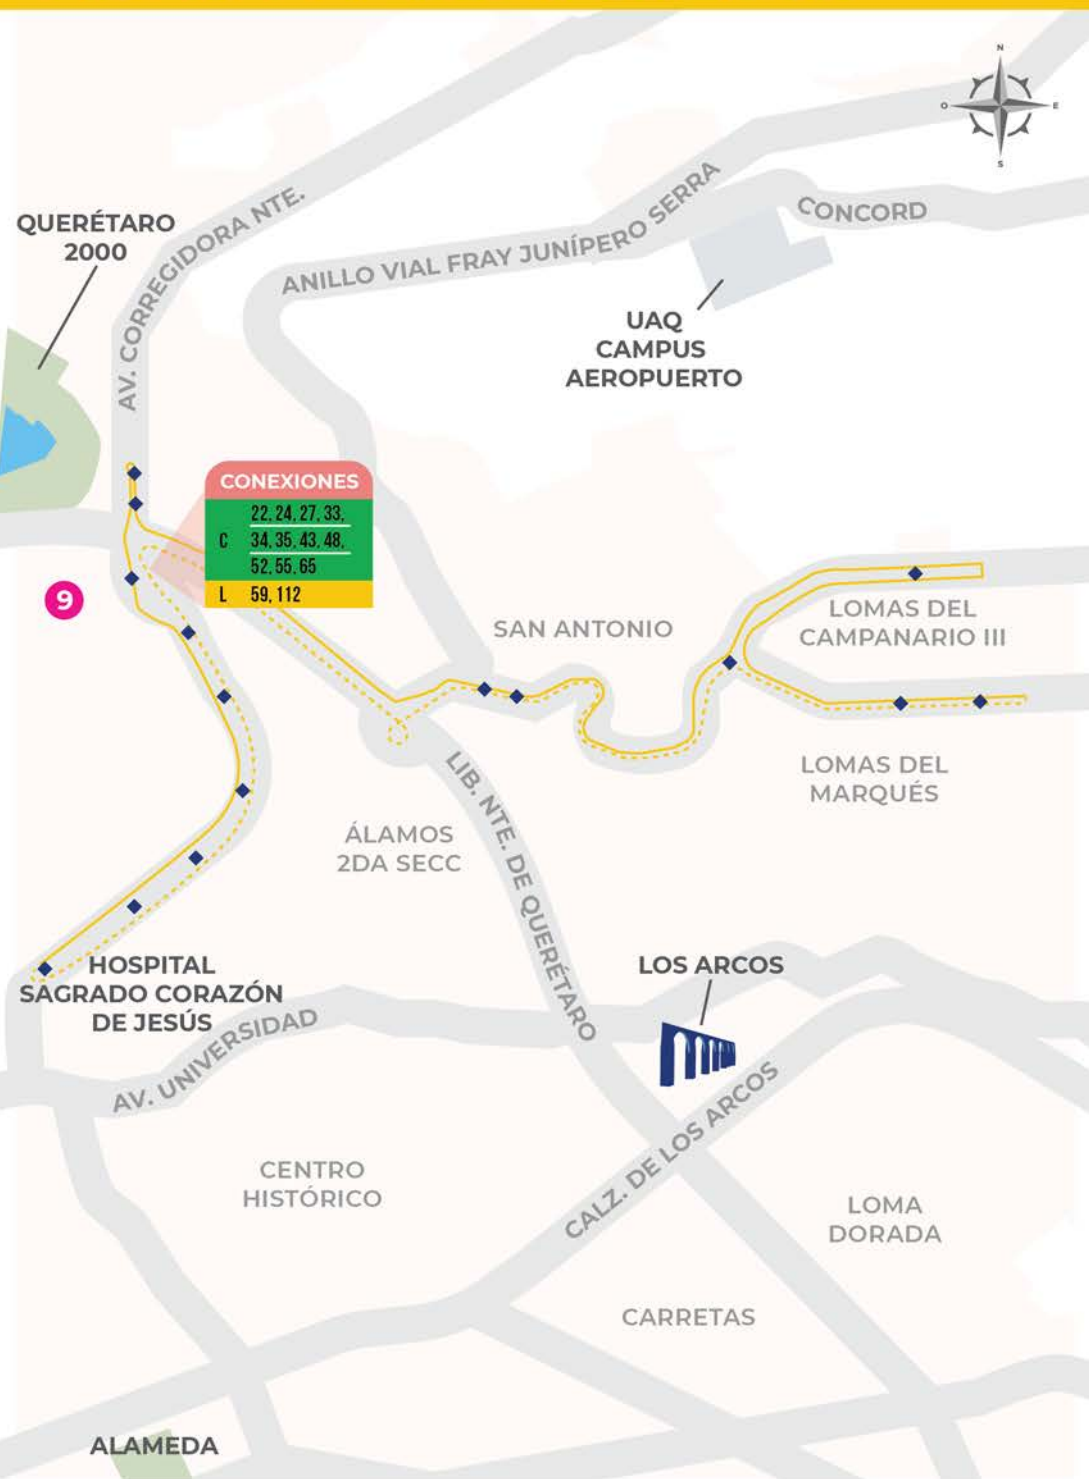 N
O
E
S
QUERÉTARO
2000
AV. CORREGIDORA NTE.
ANILLO VIAL FRAY JUNÍPERO SERRA
CONCORD
UAQ
CAMPUS
AEROPUERTO
CONEXIONES
C
22, 24, 27, 33,
34, 35, 43, 48,
52, 55, 65
L 59, 112
9
SAN ANTONIO
LOMAS DEL
CAMPANARIO III
LOMAS DEL
MARQUÉS
LIB. NTE. DE QUERÉTARO
ÁLAMOS
2DA SECC
HOSPITAL
SAGRADO CORAZÓN
DE JESÚS
LOS ARCOS
AV. UNIVERSIDAD
CALZ. DE LOS ARCOS
CENTRO
HISTÓRICO
LOMA
DORADA
CARRETAS
ALAMEDA